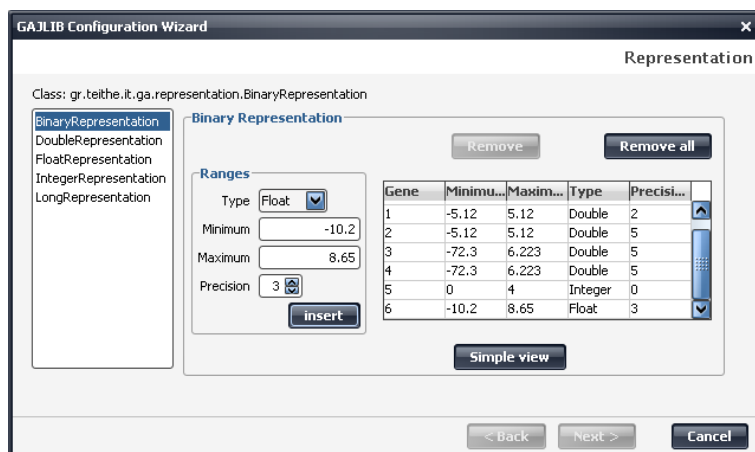 GAJLIB Configuration Wizard
Representation
Class: gr.teithe.it.ga.representation.BinaryRepresentation
BinaryRepresentation
DoubleRepresentation
FloatRepresentation
IntegerRepresentation
LongRepresentation
Binary Representation
Remove Remove all
Ranges
Type Float
Minimum -10.2
Maximum 8.65
Precision 3
insert
Gene Minimu... Maxim... Type Precisi...
1 -5.12 5.12 Double 2
2 -5.12 5.12 Double 5
3 -72.3 6.223 Double 5
4 -72.3 6.223 Double 5
5 0 4 Integer 0
6 -10.2 8.65 Float 3
Simple view
< Back Next > Cancel